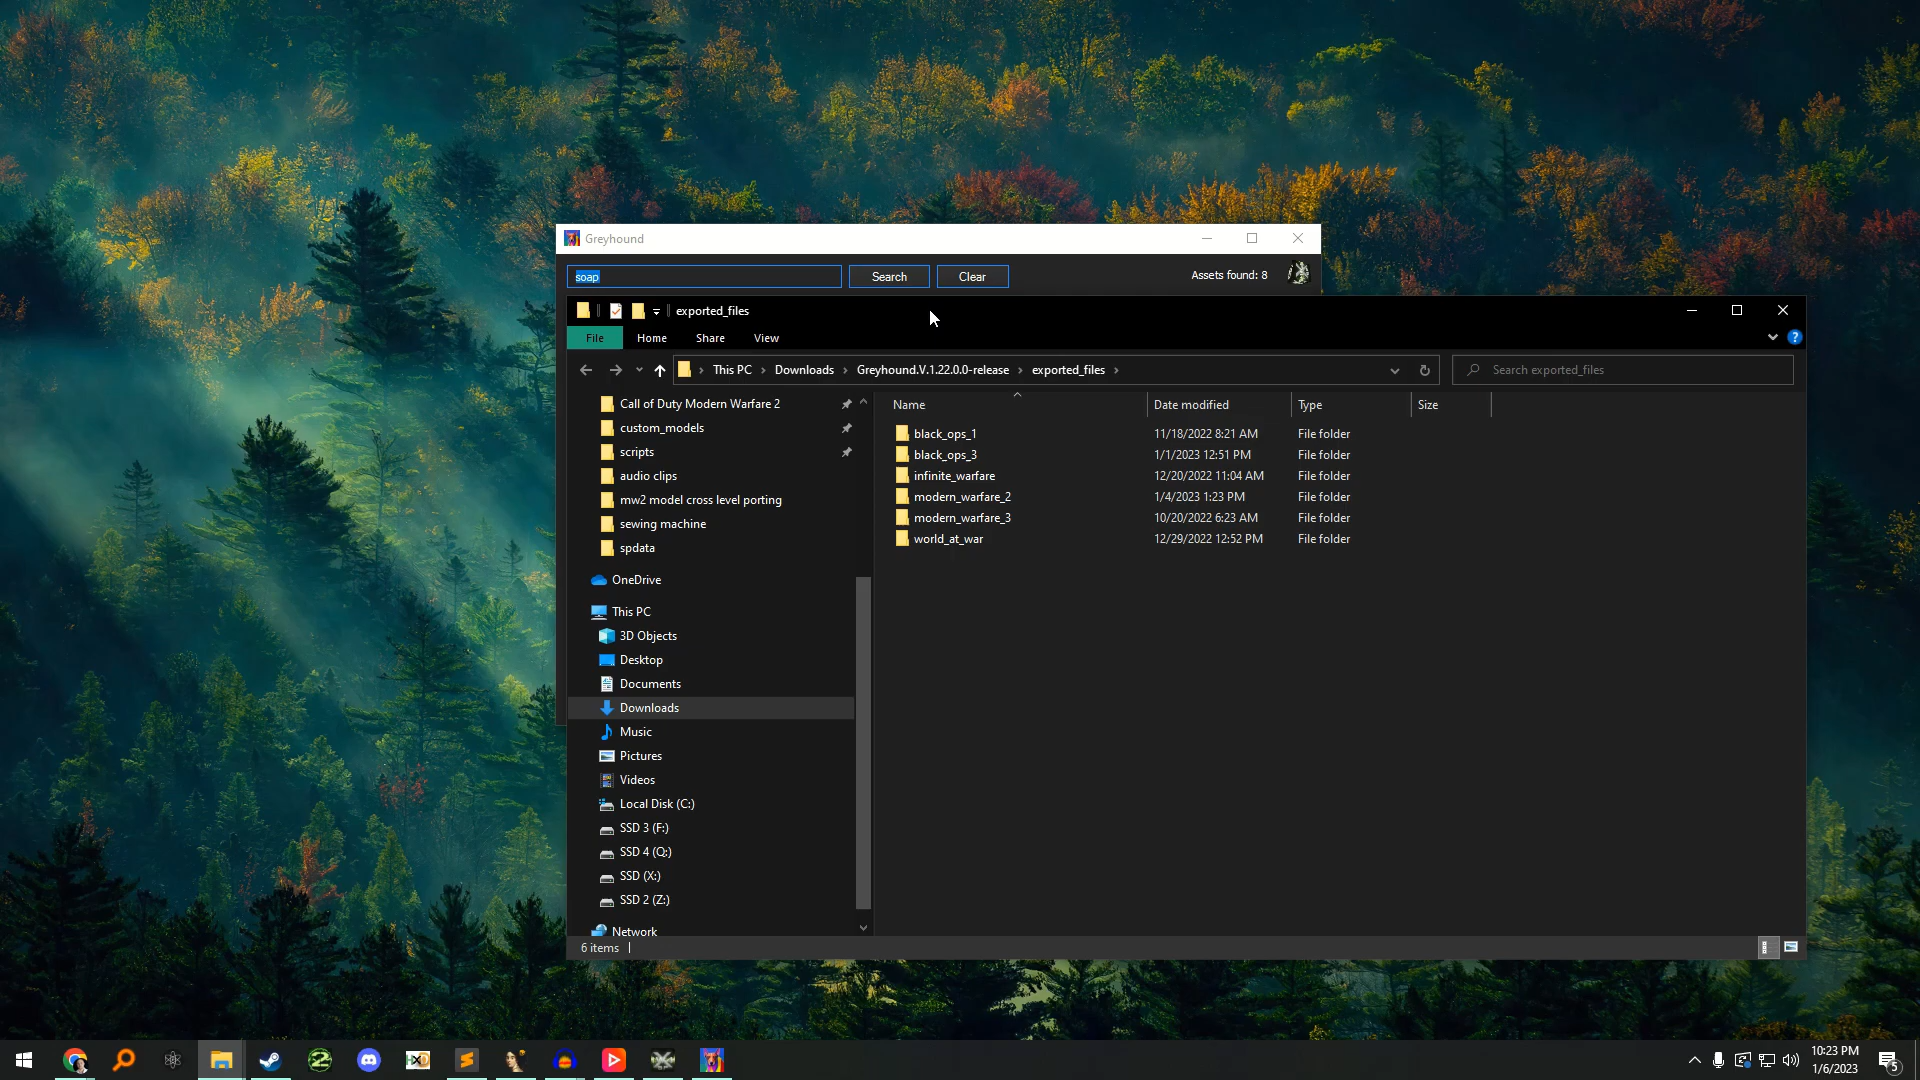 Greyhound
soap
Search
Clear
Assets found: 8
exported_files
File
Home
Share
View
This PC
Downloads
Greyhound.V.1.22.0.0-release
exported_files
Search exported_files
Call of Duty Modern Warfare 2
custom_models
scripts
audio clips
mw2 model cross level porting
sewing machine
spdata
OneDrive
This PC
3D Objects
Desktop
Documents
Downloads
Music
Pictures
Videos
Local Disk (C:)
SSD 3 (F:)
SSD 4 (Q:)
SSD (X:)
SSD 2 (Z:)
Network
Name Date modified Type Size
black_ops_1 11/18/2022 8:21 AM File folder
black_ops_3 1/1/2023 12:51 PM File folder
infinite_warfare 12/20/2022 11:04 AM File folder
modern_warfare_2 1/4/2023 1:23 PM File folder
modern_warfare_3 10/20/2022 6:23 AM File folder
world_at_war 12/29/2022 12:52 PM File folder
6 items
10:23 PM
1/6/2023
5